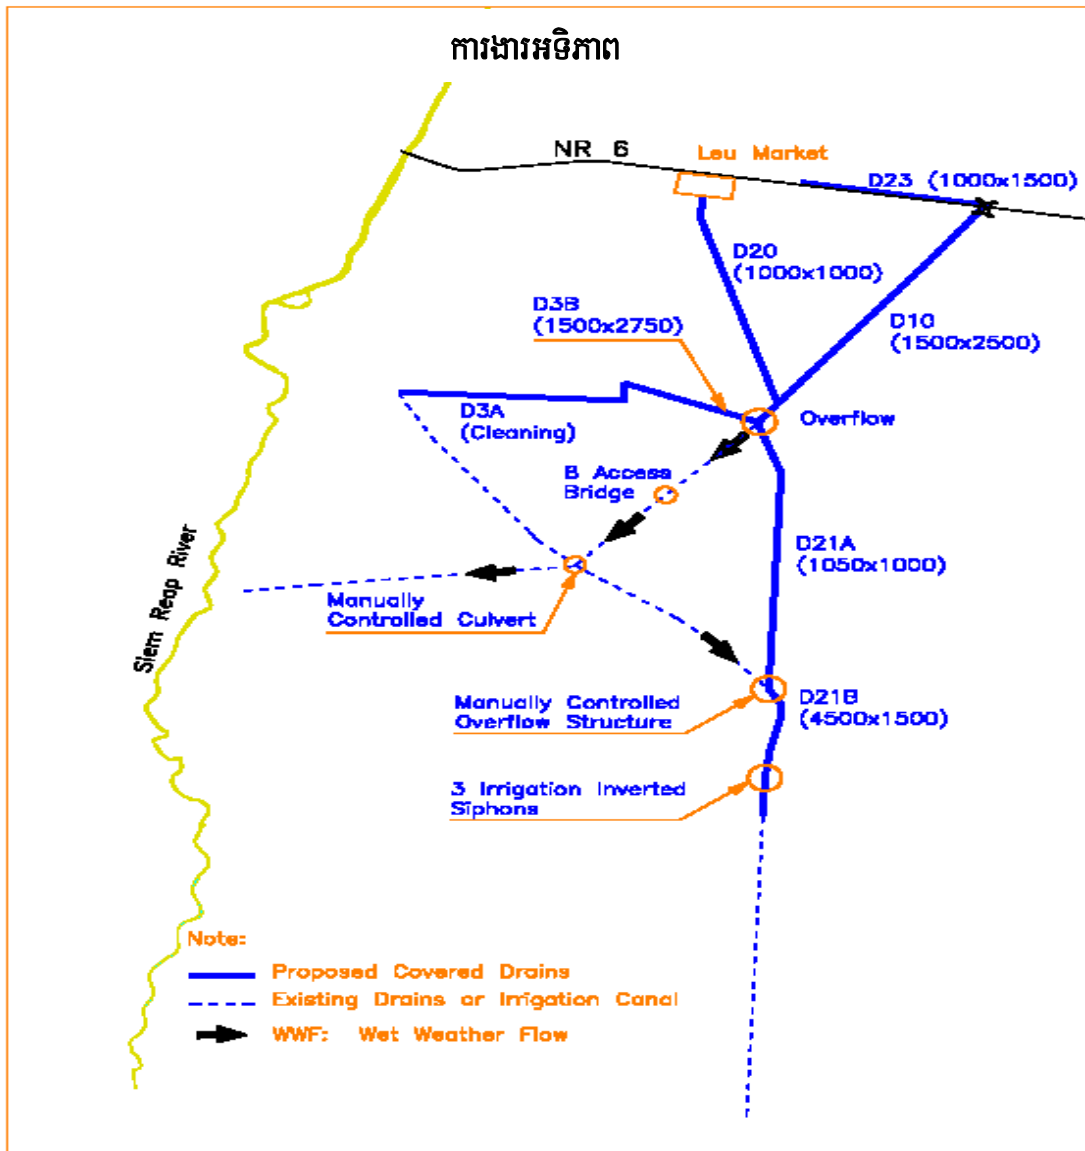 ការងារអទិភាព
NR 6
Leu Market
D23 (1000x1500)
D20
(1000x1000)
D3B
(1500x2750)
D10
(1500x2500)
D3A
(Cleaning)
Overflow
B Access
Bridge
D21A
(1050x1000)
Siem Reap River
Manually
Controlled Culvert
Manually Controlled
Overflow Structure
D21B
(4500x1500)
3 Irrigation Inverted
Siphons
Note:
Proposed Covered Drains
Existing Drains or Irrigation Canal
WWF: Wet Weather Flow